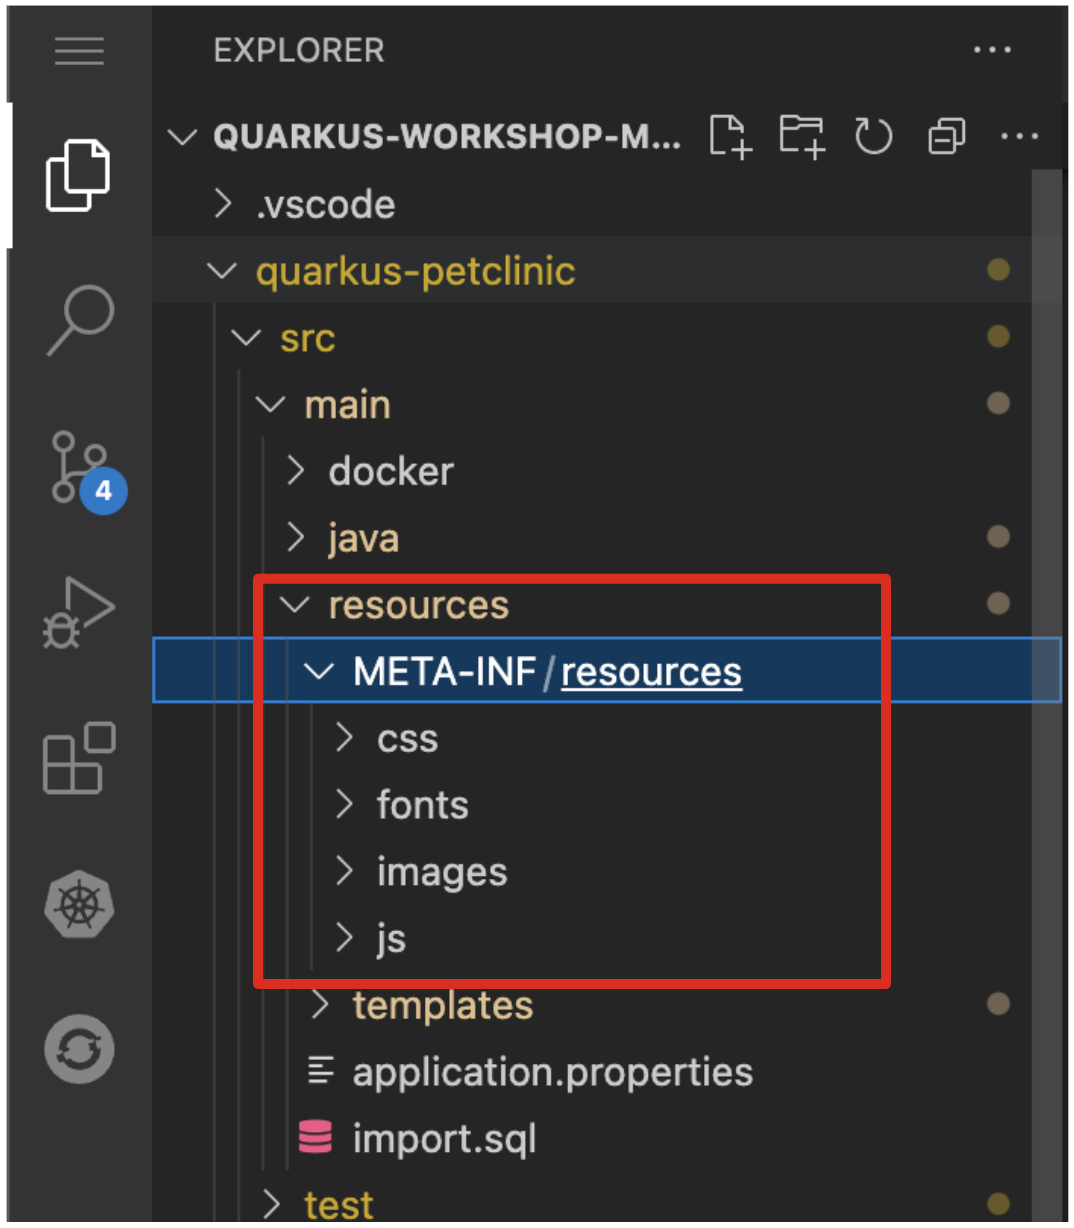 EXPLORER
QUARKUS-WORKSHOP-M...
.vscode
quarkus-petclinic
src
main
docker
java
resources
META-INF/resources
css
fonts
images
js
templates
application.properties
import.sql
test
4